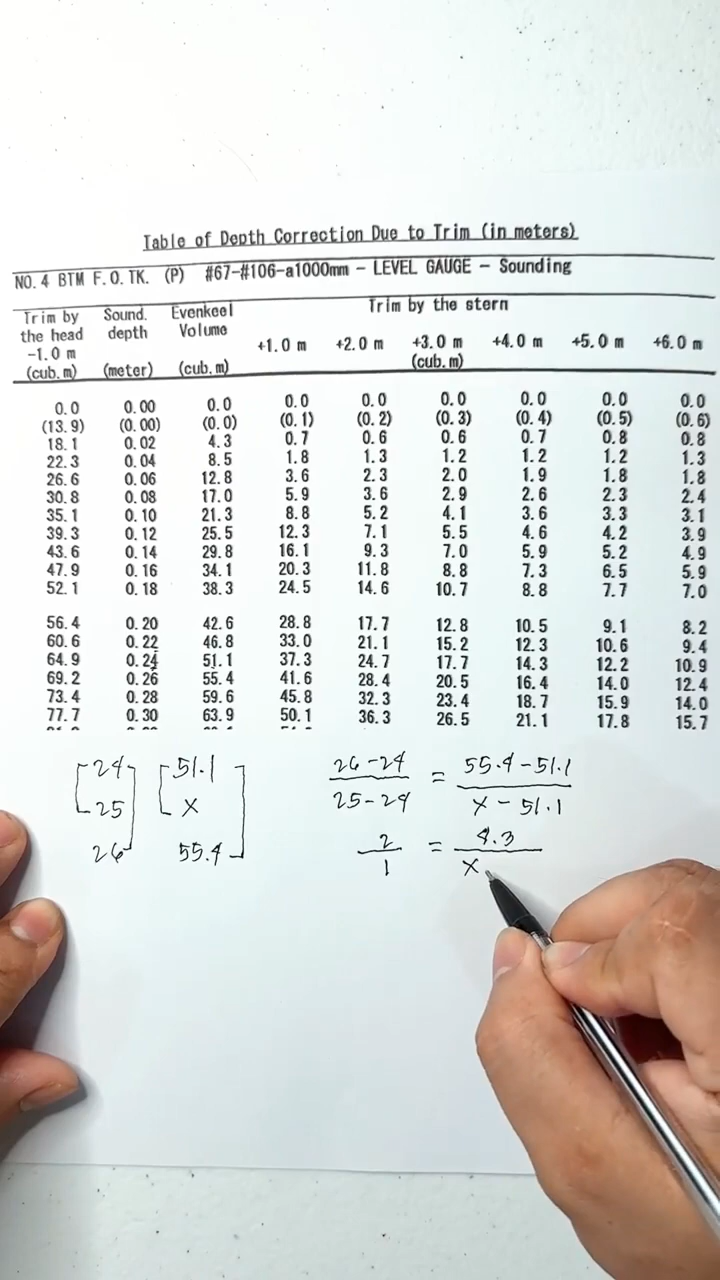 Table of Depth Correction Due to Trim (in meters)
NO. 4 BTM F. O. TK. (P) #67-#106-a1000mm - LEVEL GAUGE - Sounding
Trim by the head -1.0 m (cub. m) Sound. depth (meter) Evenkeel Volume (cub. m) Trim by the stern
+1.0 m +2.0 m +3.0 m (cub. m) +4.0 m +5.0 m +6.0 m
0.0 0.00 0.0 0.0 0.0 0.0 0.0 0.0 0.0
(13.9) (0.00) (0.0) (0.1) (0.2) (0.3) (0.4) (0.5) (0.6)
18.1 0.02 4.3 0.7 0.6 0.6 0.7 0.8 0.8
22.3 0.04 8.5 1.8 1.3 1.2 1.2 1.2 1.3
26.6 0.06 12.8 3.6 2.3 2.0 1.9 1.8 1.8
30.8 0.08 17.0 5.9 3.6 2.9 2.6 2.3 2.4
35.1 0.10 21.3 8.8 5.2 4.1 3.6 3.3 3.1
39.3 0.12 25.5 12.3 7.1 5.5 4.6 4.2 3.9
43.6 0.14 29.8 16.1 9.3 7.0 5.9 5.2 4.9
47.9 0.16 34.1 20.3 11.8 8.8 7.3 6.5 5.9
52.1 0.18 38.3 24.5 14.6 10.7 8.8 7.7 7.0
56.4 0.20 42.6 28.8 17.7 12.8 10.5 9.1 8.2
60.6 0.22 46.8 33.0 21.1 15.2 12.3 10.6 9.4
64.9 0.24 51.1 37.3 24.7 17.7 14.3 12.2 10.9
69.2 0.26 55.4 41.6 28.4 20.5 16.4 14.0 12.4
73.4 0.28 59.6 45.8 32.3 23.4 18.7 15.9 14.0
77.7 0.30 63.9 50.1 36.3 26.5 21.1 17.8 15.7
24 51.1
25 x
26 55.4
26-24 = 55.4-51.1
25-24 x - 51.1
2 = 4.3
1 x